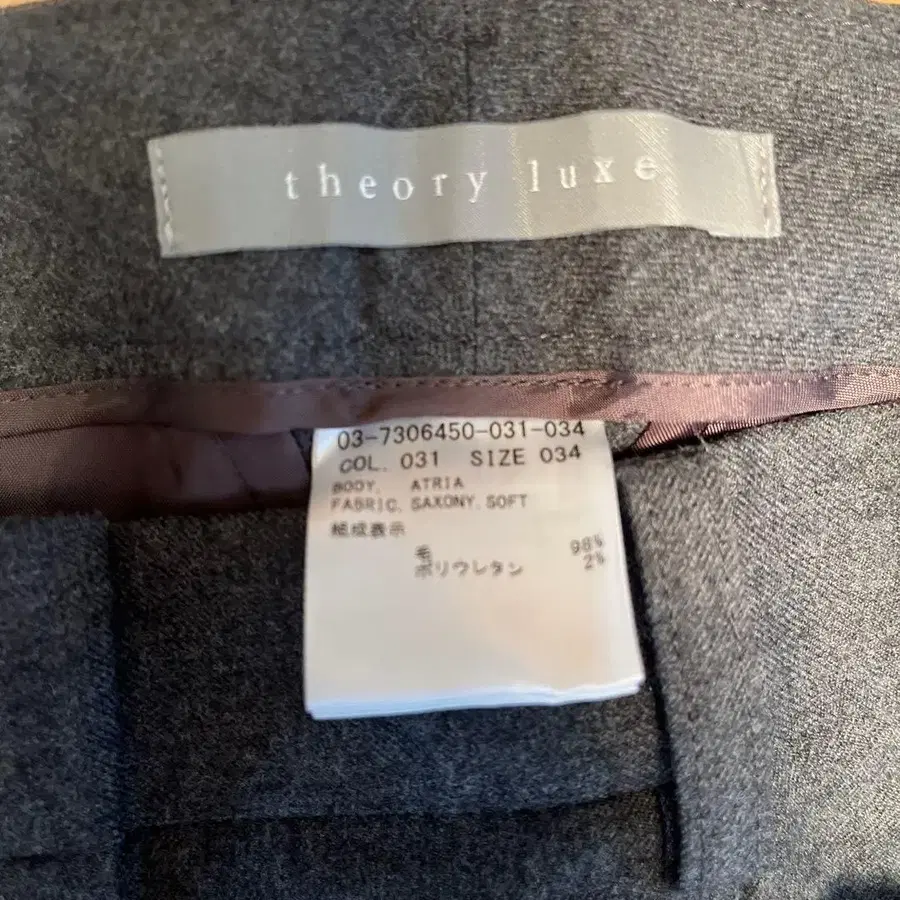 theory luxe
03-7306450-031-034
COL. 031 SIZE 034
BODY. ATRIA
FABRIC. SAXONY. SOFT
組成表示
毛 98%
ポリウレタン 2%